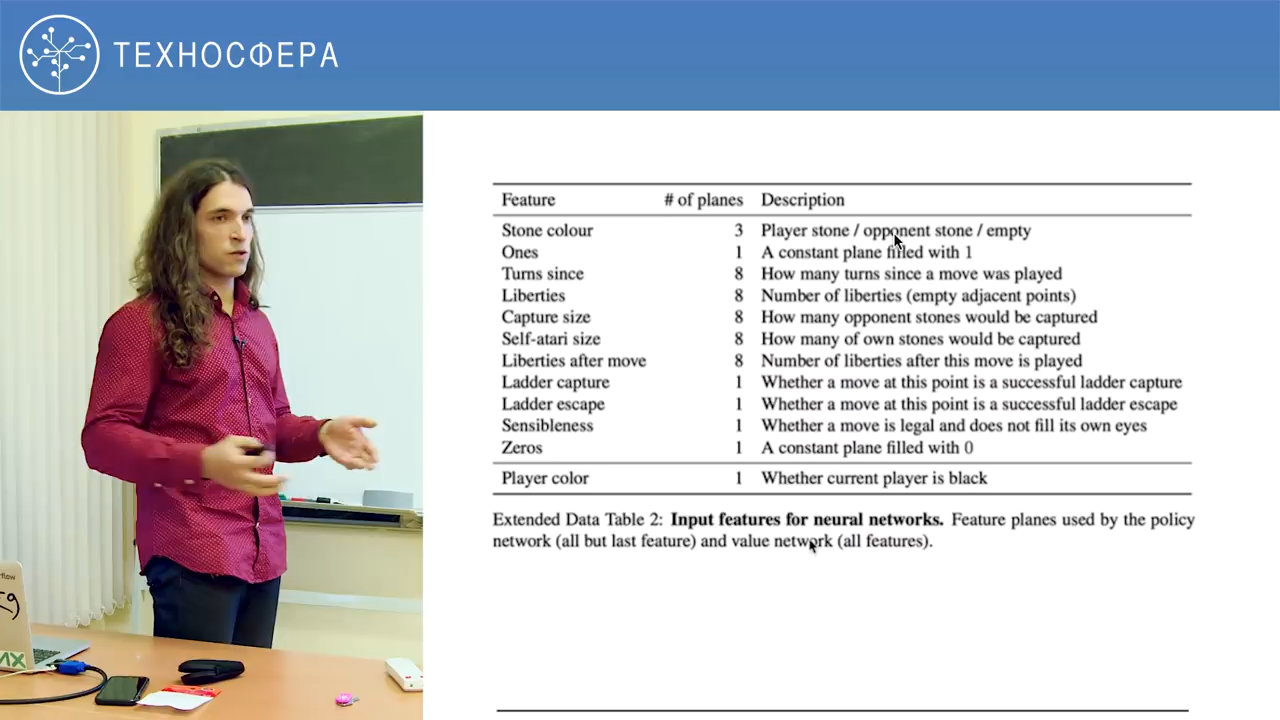 ТЕХНОСФЕРА
Feature # of planes Description
Stone colour 3 Player stone / opponent stone / empty
Ones 1 A constant plane filled with 1
Turns since 8 How many turns since a move was played
Liberties 8 Number of liberties (empty adjacent points)
Capture size 8 How many opponent stones would be captured
Self-atari size 8 How many of own stones would be captured
Liberties after move 8 Number of liberties after this move is played
Ladder capture 1 Whether a move at this point is a successful ladder capture
Ladder escape 1 Whether a move at this point is a successful ladder escape
Sensibleness 1 Whether a move is legal and does not fill its own eyes
Zeros 1 A constant plane filled with 0
Player color 1 Whether current player is black
Extended Data Table 2: Input features for neural networks. Feature planes used by the policy
network (all but last feature) and value network (all features).